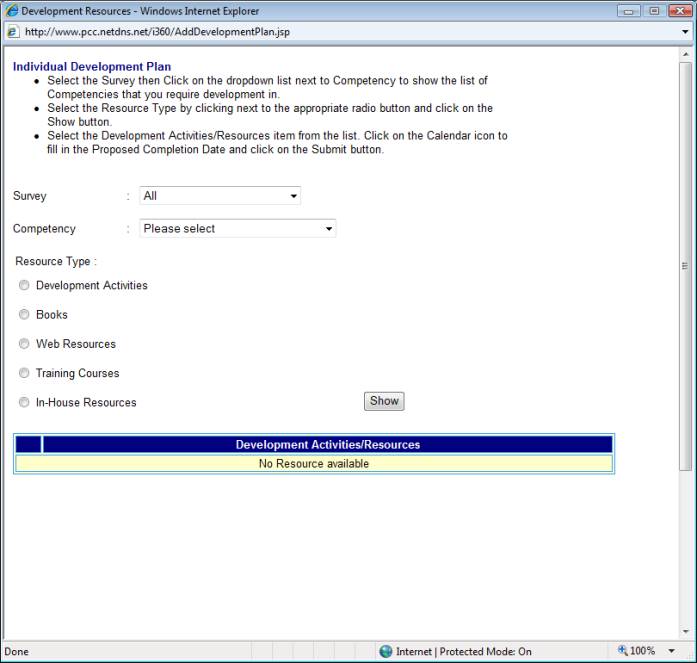 Development Resources - Windows Internet Explorer
http://www.pcc.netdns.net/i360/AddDevelopmentPlan.jsp
Individual Development Plan
• Select the Survey then Click on the dropdown list next to Competency to show the list of
Competencies that you require development in.
• Select the Resource Type by clicking next to the appropriate radio button and click on the
Show button.
• Select the Development Activities/Resources item from the list. Click on the Calendar icon to
fill in the Proposed Completion Date and click on the Submit button.
Survey : All
Competency : Please select
Resource Type :
Development Activities
Books
Web Resources
Training Courses
In-House Resources Show
Development Activities/Resources
No Resource available
Done Internet | Protected Mode: On 100%